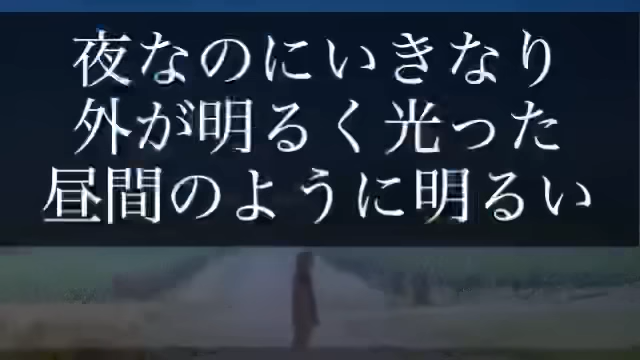 夜なのにいきなり
外が明るく光った
昼間のように明るい